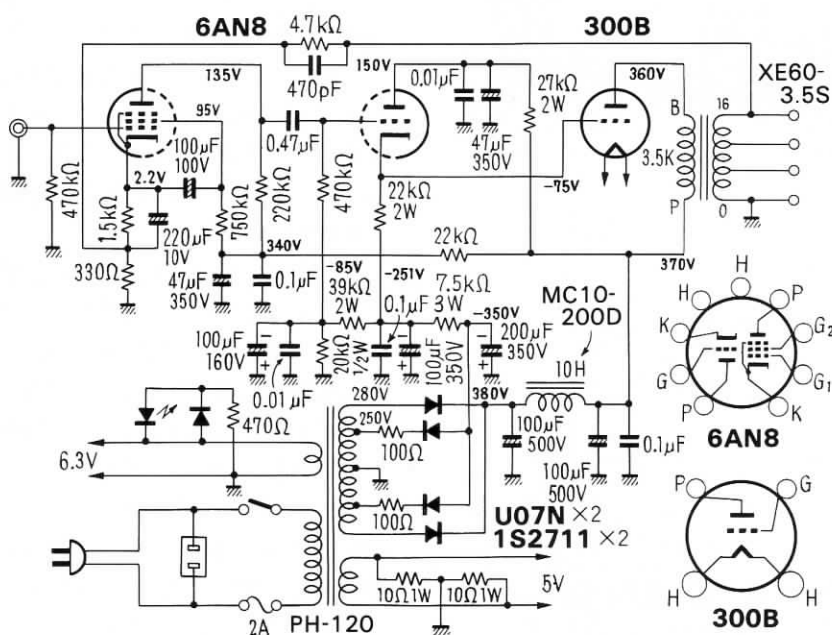 6AN8
4.7kΩ
470pF
300B
135V
150V
0.01μF
27kΩ
2W
360V
XE60-
3.5S
95V
100μF
100V
0.47μF
47μF
350V
B
16
3.5K
P
0
470kΩ
2.2V
1.5kΩ
220μF
10V
750kΩ
220kΩ
470kΩ
22kΩ
2W
-75V
330Ω
47μF
350V
340V
0.1μF
22kΩ
370V
-85V
39kΩ
2W
-251V
0.1μF
7.5kΩ
3W
-350V
MC10-
200D
100μF
160V
0.01μF
20kΩ
1/2W
100μF
350V
200μF
350V
10H
470Ω
6.3V
280V
250V
100Ω
100Ω
380V
100μF
500V
100μF
500V
0.1μF
U07N ×2
1S2711 ×2
2A
PH-120
10Ω1W
10Ω1W
5V
H
H
P
K
G2
G
G1
P
K
6AN8
P
G
H
H
300B